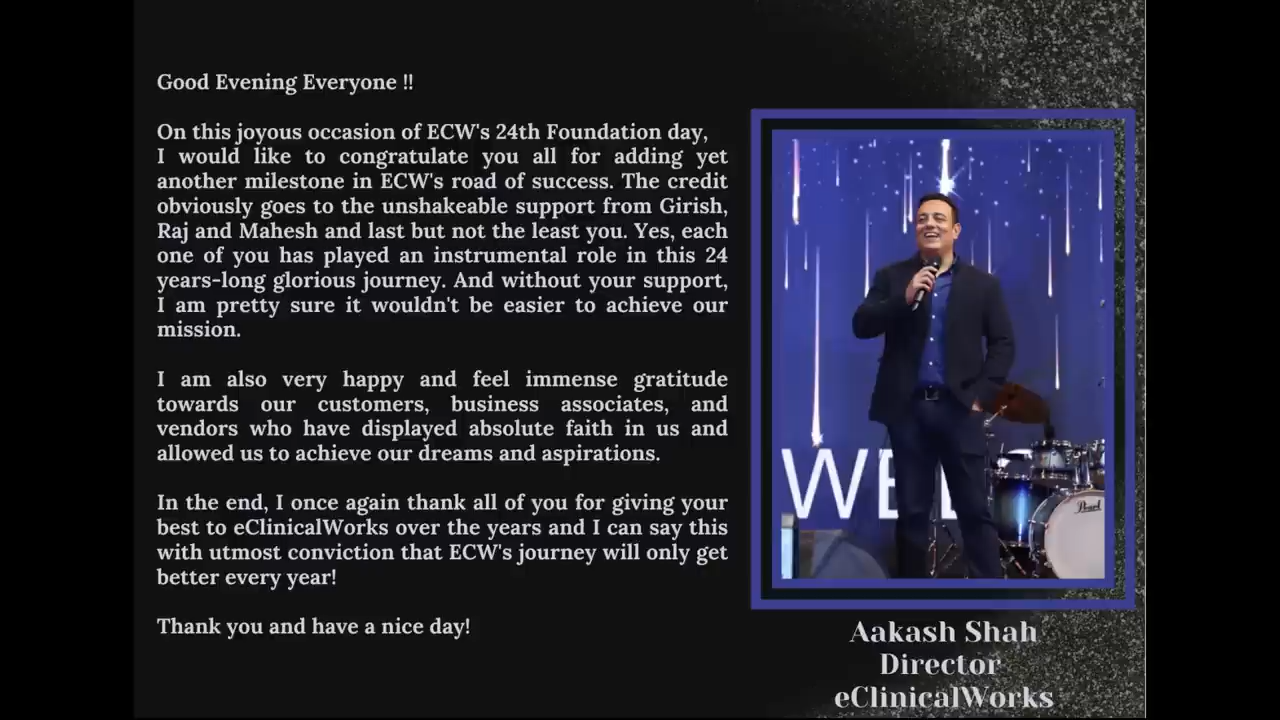 Good Evening Everyone !!
On this joyous occasion of ECW's 24th Foundation day,
I would like to congratulate you all for adding yet
another milestone in ECW's road of success. The credit
obviously goes to the unshakeable support from Girish,
Raj and Mahesh and last but not the least you. Yes, each
one of you has played an instrumental role in this 24
years-long glorious journey. And without your support,
I am pretty sure it wouldn't be easier to achieve our
mission.
I am also very happy and feel immense gratitude
towards our customers, business associates, and
vendors who have displayed absolute faith in us and
allowed us to achieve our dreams and aspirations.
In the end, I once again thank all of you for giving your
best to eClinicalWorks over the years and I can say this
with utmost conviction that ECW's journey will only get
better every year!
Thank you and have a nice day!
WE
Pearl
Aakash Shah
Director
eClinicalWorks